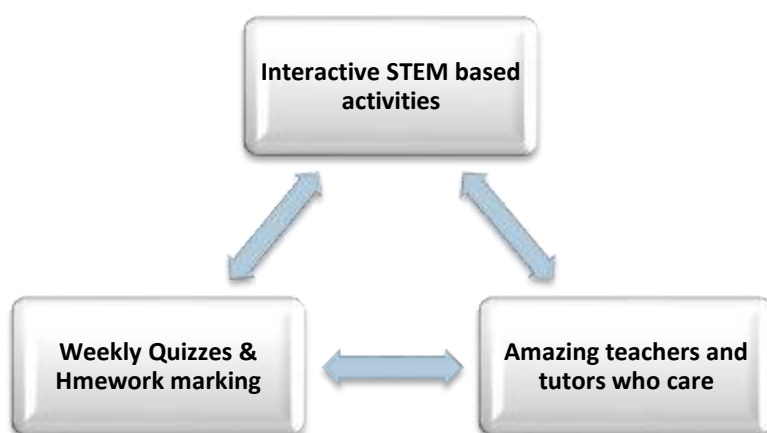 Interactive STEM based
activities
Weekly Quizzes &
Hmework marking
Amazing teachers and
tutors who care